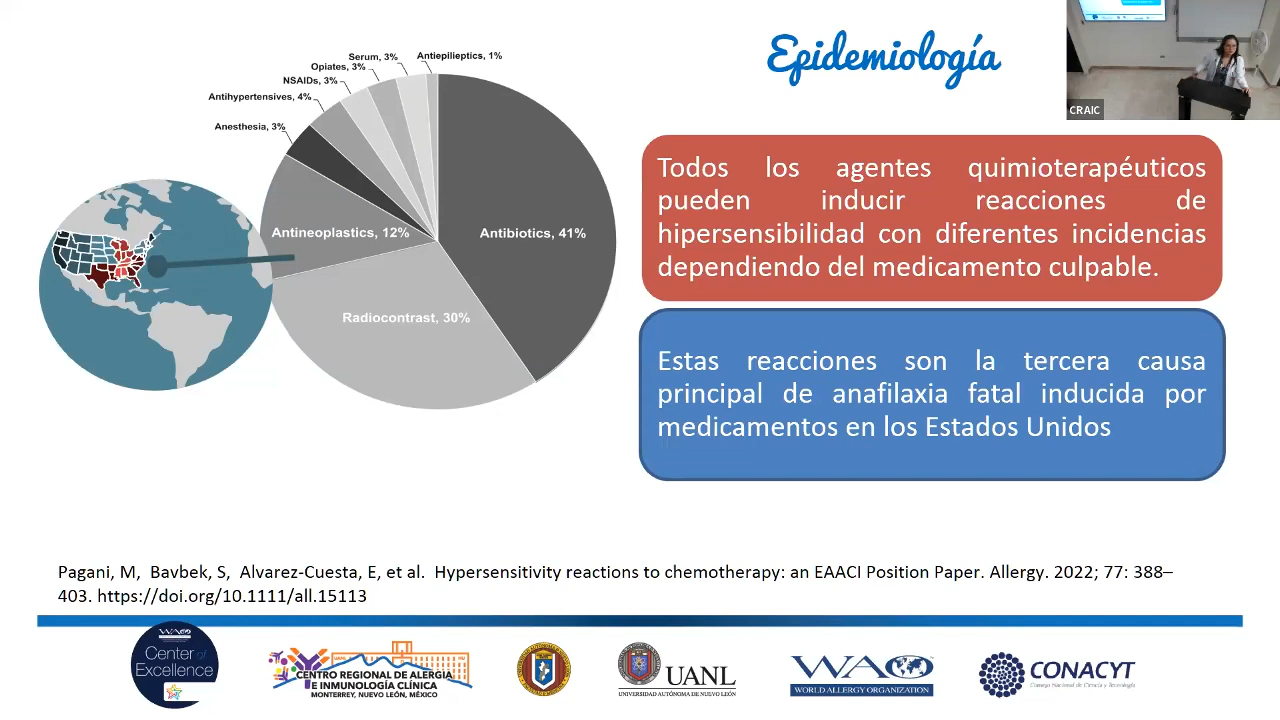 Epidemiología
CRAIC
Serum, 3%
Antiepilieptics, 1%
Opiates, 3%
NSAIDs, 3%
Antihypertensives, 4%
Anesthesia, 3%
Antineoplastics, 12%
Antibiotics, 41%
Radiocontrast, 30%
Todos los agentes quimioterapéuticos
pueden inducir reacciones de
hipersensibilidad con diferentes incidencias
dependiendo del medicamento culpable.
Estas reacciones son la tercera causa
principal de anafilaxia fatal inducida por
medicamentos en los Estados Unidos
Pagani, M, Bavbek, S, Alvarez-Cuesta, E, et al. Hypersensitivity reactions to chemotherapy: an EAACI Position Paper. Allergy. 2022; 77: 388–
403. https://doi.org/10.1111/all.15113
WAO
Center of
Excellence
CENTRO REGIONAL DE ALERGIA
E INMUNOLOGÍA CLÍNICA
MONTERREY, NUEVO LEÓN, MÉXICO
UANL
UNIVERSIDAD AUTÓNOMA DE NUEVO LEÓN
WAO
WORLD ALLERGY ORGANIZATION
CONACYT
Consejo Nacional de Ciencia y Tecnología